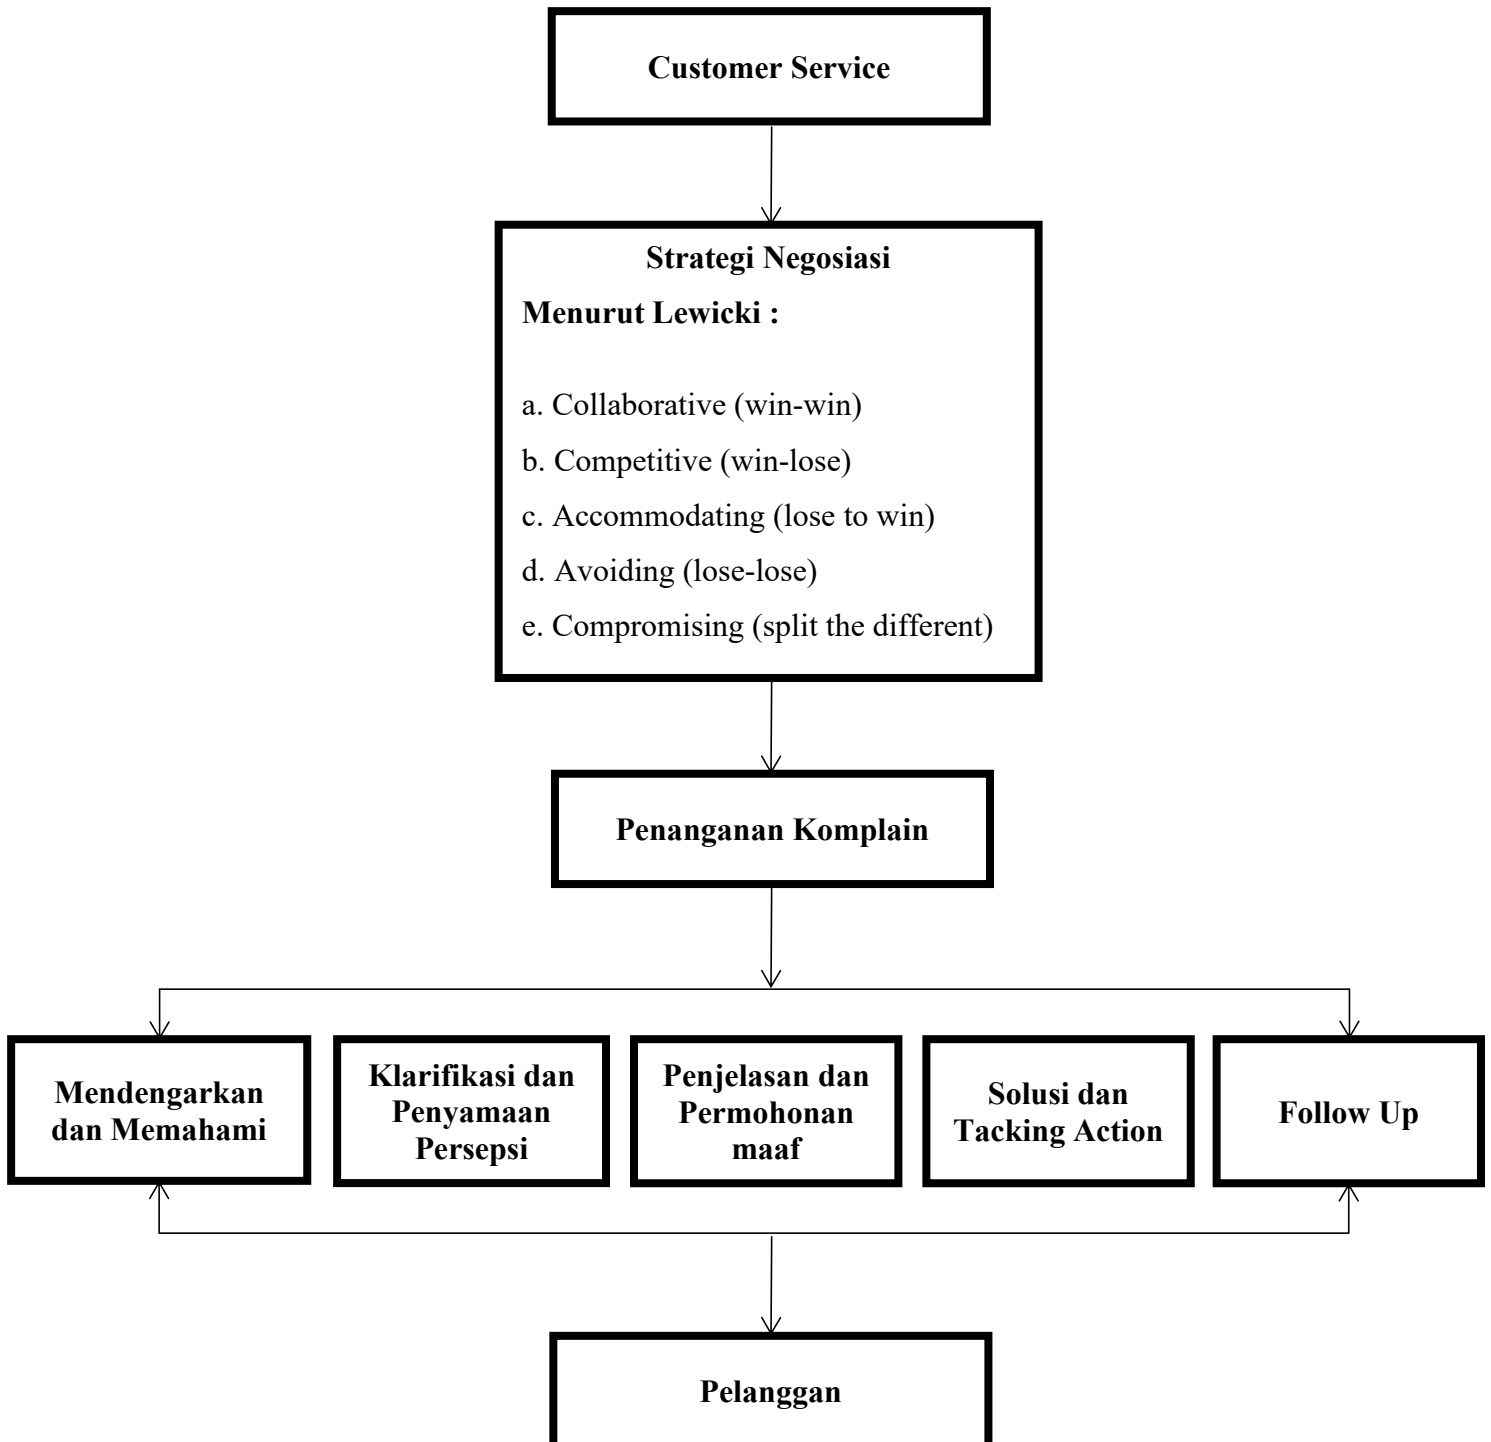 Customer Service
Strategi Negosiasi
Menurut Lewicki :
a. Collaborative (win-win)
b. Competitive (win-lose)
c. Accommodating (lose to win)
d. Avoiding (lose-lose)
e. Compromising (split the different)
Penanganan Komplain
Mendengarkan
dan Memahami
Klarifikasi dan
Penyamaan
Persepsi
Penjelasan dan
Permohonan
maaf
Solusi dan
Tacking Action
Follow Up
Pelanggan